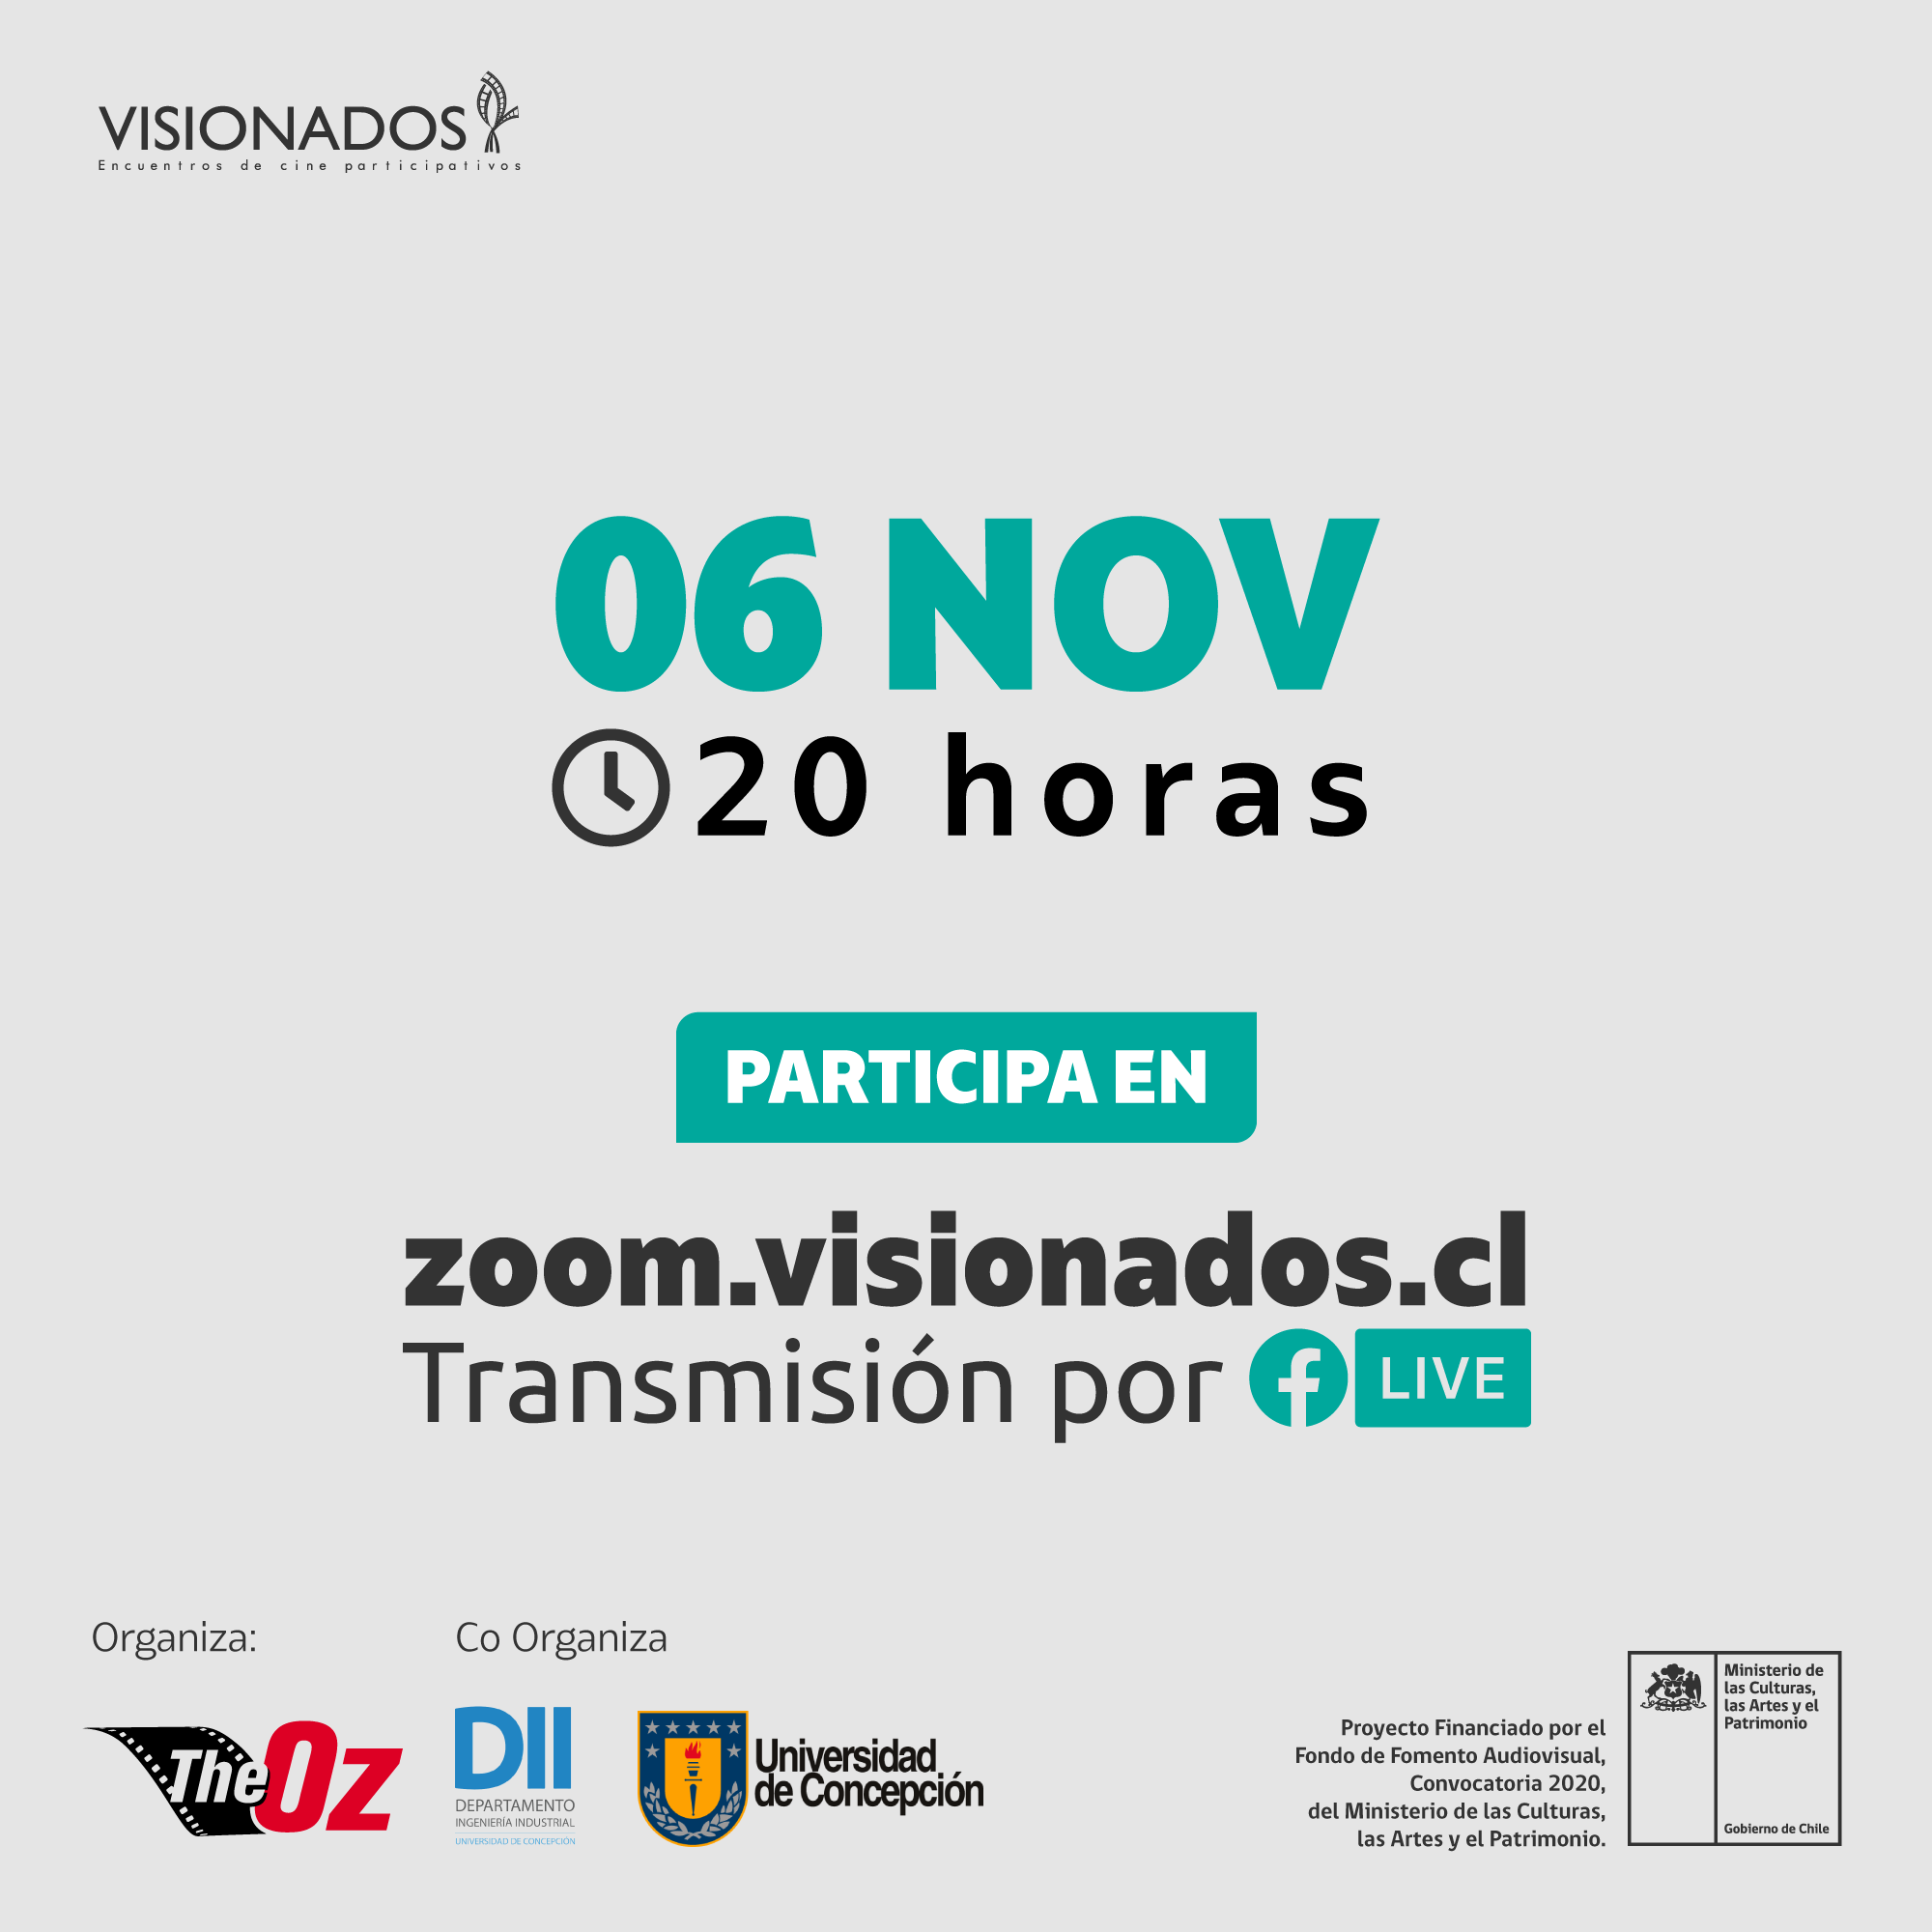 VISIONADOS
Encuentros de cine participativos
06 NOV
20 horas
PARTICIPA EN
zoom.visionados.cl
Transmisión por f LIVE
Organiza:
The Oz
Co Organiza
DII
DEPARTAMENTO
INGENIERÍA INDUSTRIAL
UNIVERSIDAD DE CONCEPCIÓN
Universidad
de Concepción
Proyecto Financiado por el
Fondo de Fomento Audiovisual,
Convocatoria 2020,
del Ministerio de las Culturas,
las Artes y el Patrimonio.
Ministerio de
las Culturas,
las Artes y el
Patrimonio
Gobierno de Chile